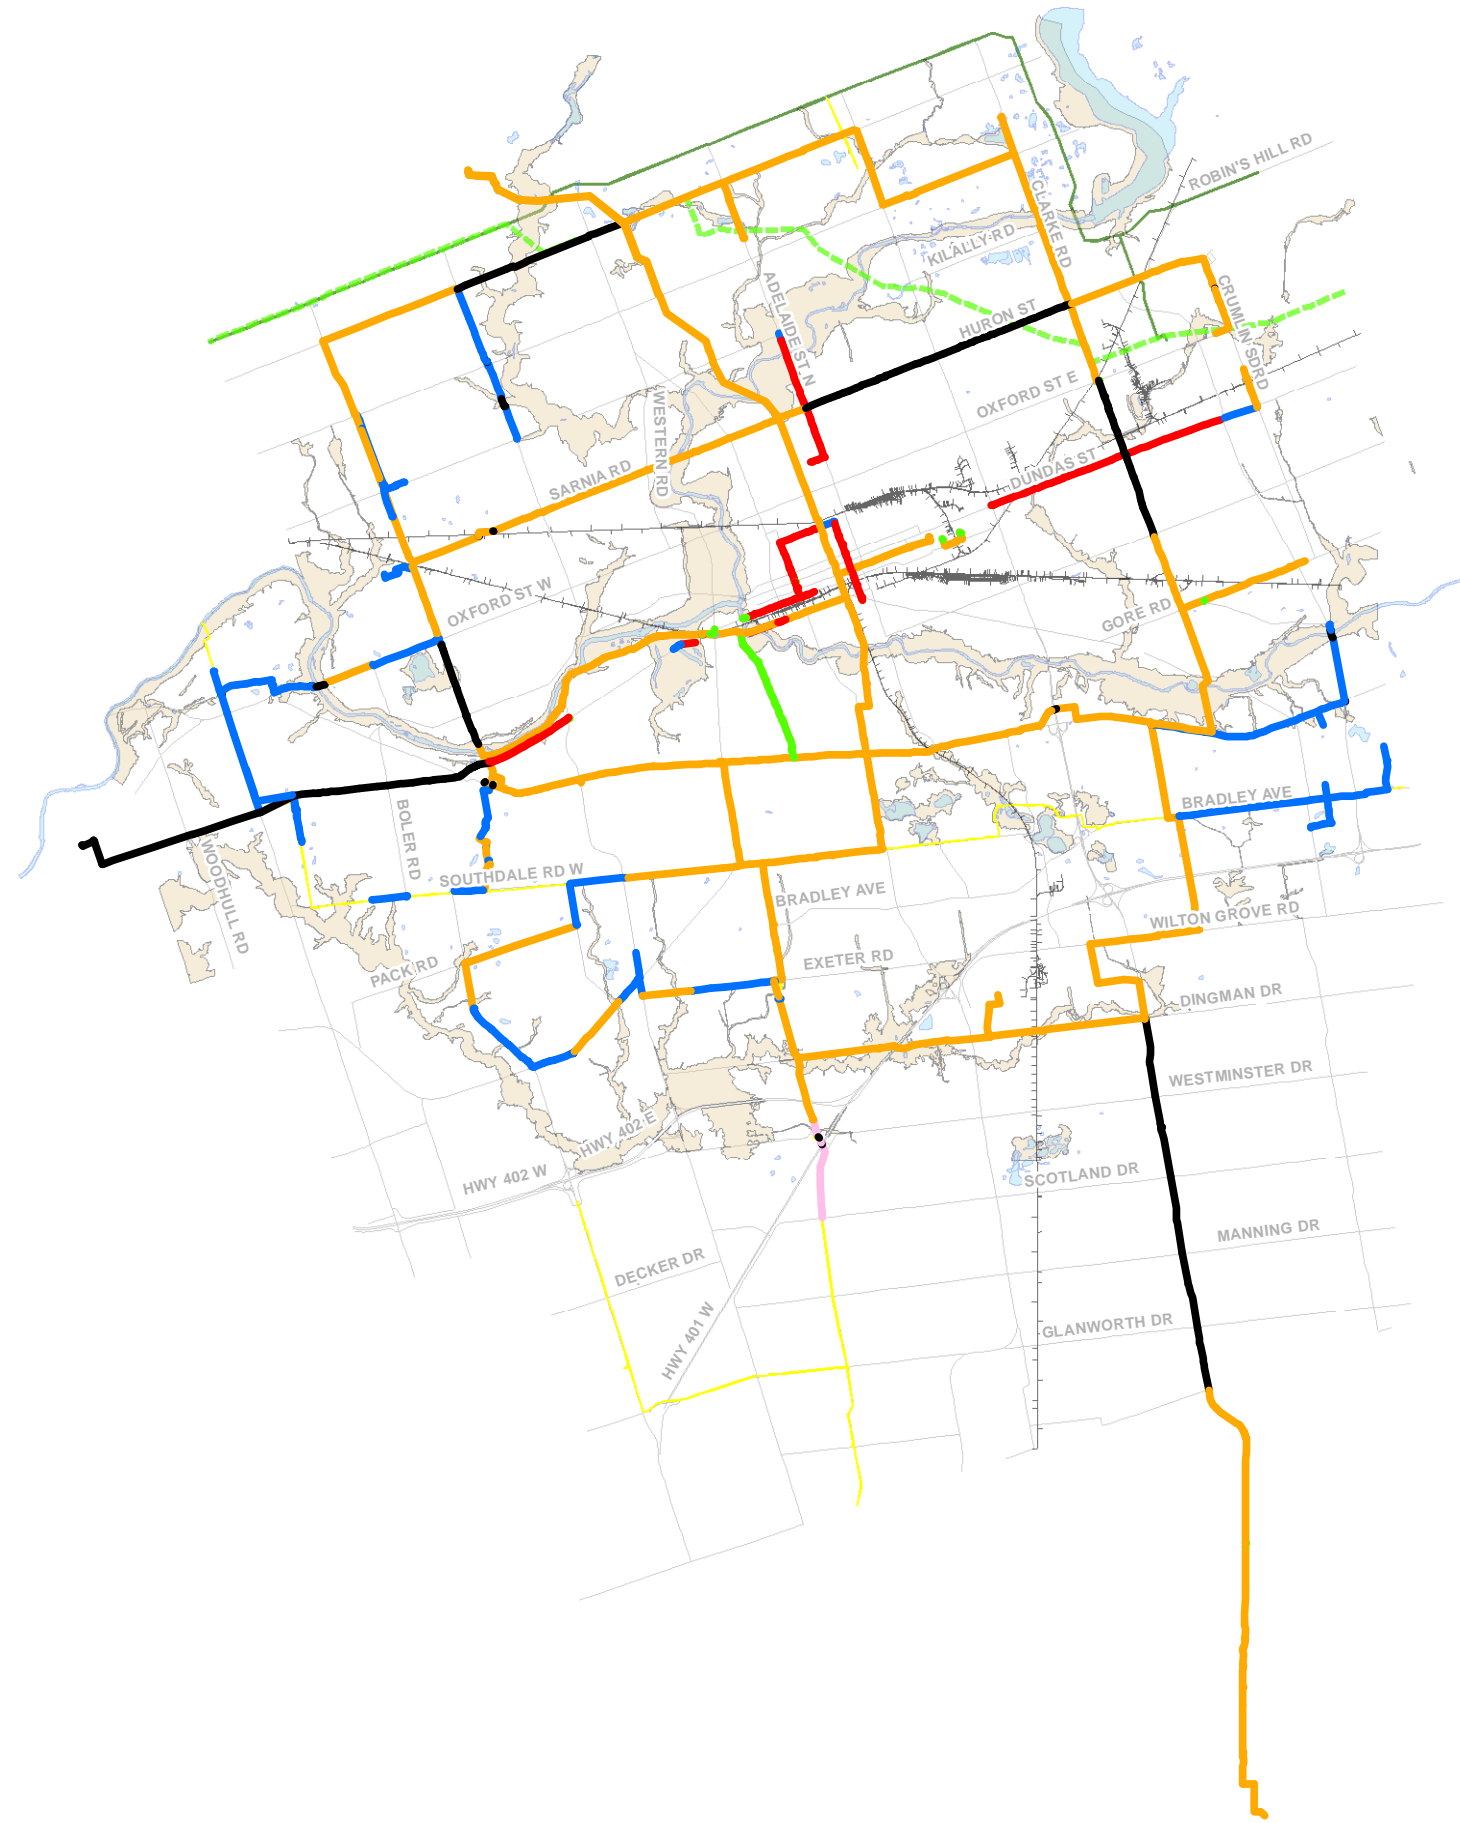 ROBIN'S HILL RD
CLARKE RD
KILALLY RD
ADELAIDE ST N
CRUMLIN SDRD
HURON ST
OXFORD ST E
WESTERN RD
SARNIA RD
DUNDAS ST
OXFORD ST W
GORE RD
BRADLEY AVE
BOLER RD
WOODHULL RD
SOUTHDALE RD W
BRADLEY AVE
WILTON GROVE RD
PACK RD
EXETER RD
DINGMAN DR
WESTMINSTER DR
HWY 402 E
HWY 402 W
SCOTLAND DR
MANNING DR
DECKER DR
GLANWORTH DR
HWY 401 W